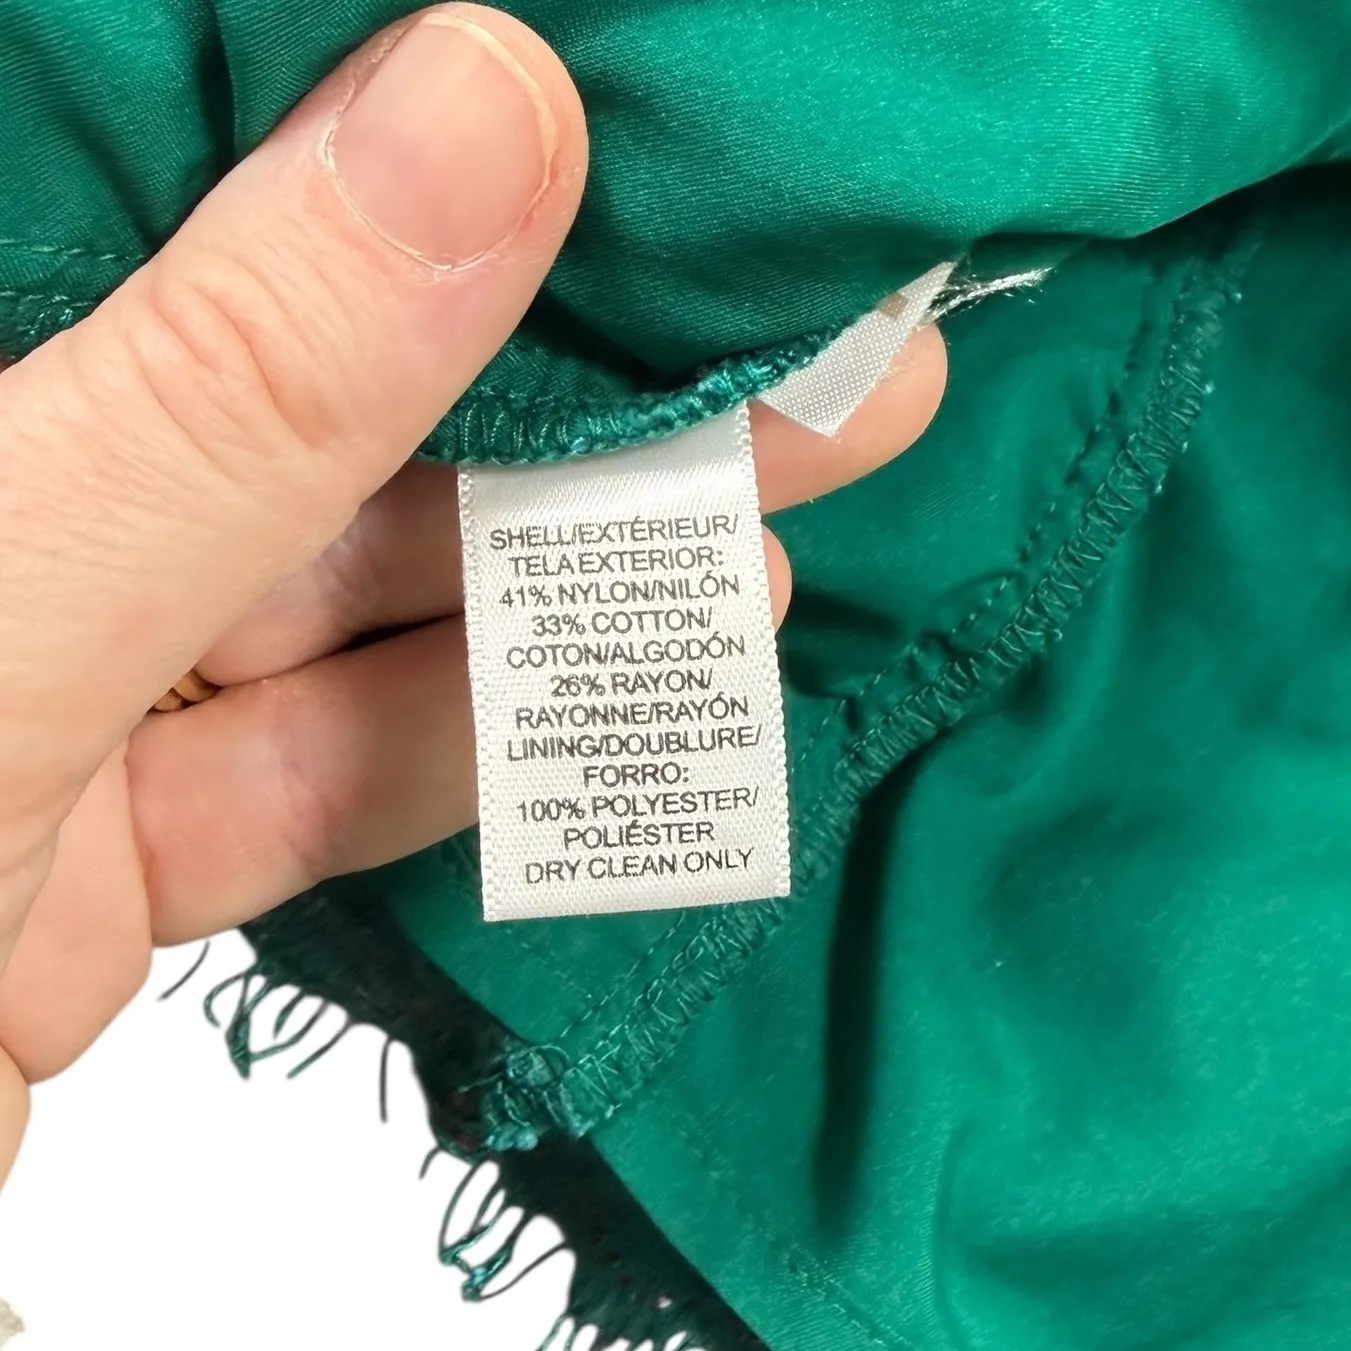 SHELL/EXTÉRIEUR/
TELA EXTERIOR:
41% NYLON/NILÓN
33% COTTON/
COTON/ALGODÓN
26% RAYON/
RAYONNE/RAYÓN
LINING/DOUBLURE/
FORRO:
100% POLYESTER/
POLIÉSTER
DRY CLEAN ONLY